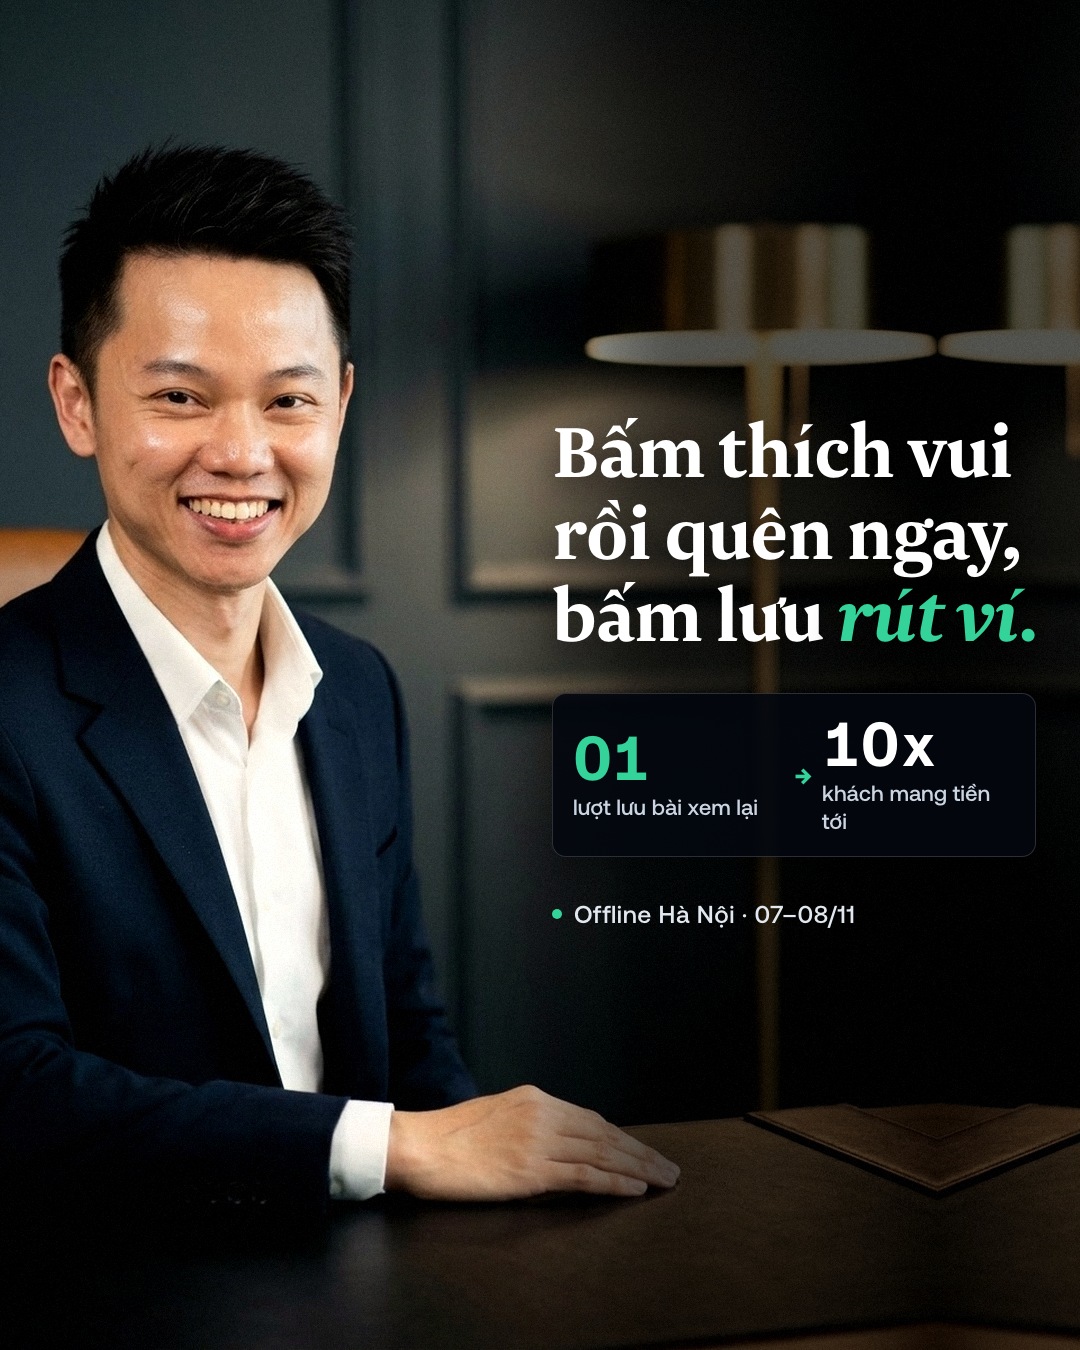 Bấm thích vui
rồi quên ngay,
bấm lưu rút ví.
01
lượt lưu bài xem lại
→
10x
khách mang tiền
tới
• Offline Hà Nội · 07–08/11